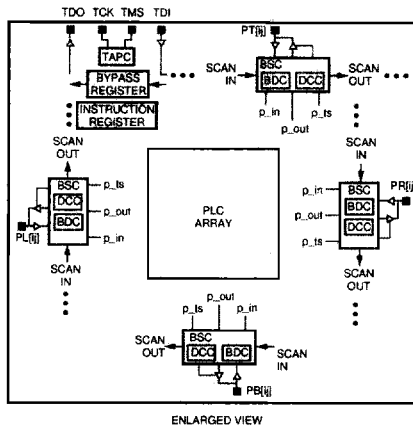 TDO TCK TMS TDI
PT[ij]
TAPC
BYPASS
REGISTER
INSTRUCTION
REGISTER
SCAN
IN
BSC
BDC DCC
SCAN
OUT
p_in p_ts
p_out
SCAN
OUT
BSC
DCC
BDC
p_ts
p_out
p_in
PL[ij]
SCAN
IN
PLC
ARRAY
SCAN
IN
p_in
p_out
p_ts
BSC
BDC
DCC
PR[ij]
SCAN
OUT
p_out
p_ts p_in
SCAN
OUT
BSC
DCC BDC
SCAN
IN
PB[ij]
ENLARGED VIEW